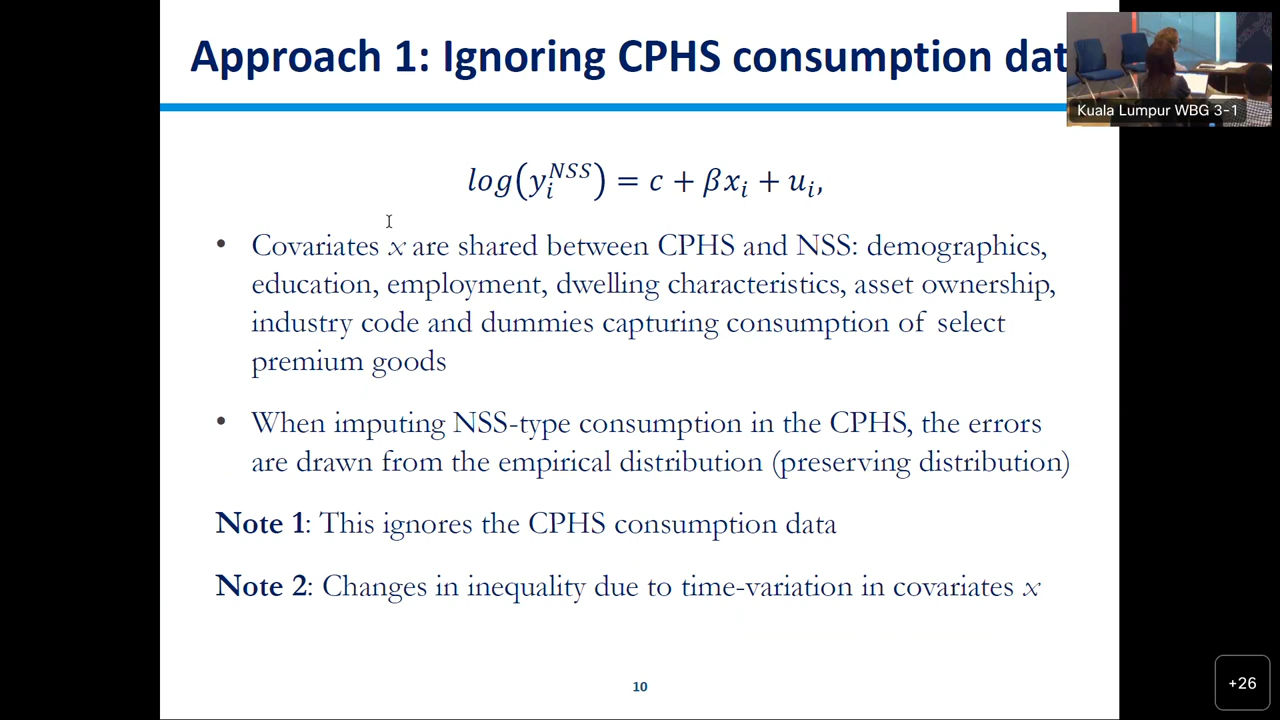 Approach 1: Ignoring CPHS consumption dat
Kuala Lumpur WBG 3-1
log(y_i^{NSS}) = c + βx_i + u_i,
• Covariates x are shared between CPHS and NSS: demographics,
education, employment, dwelling characteristics, asset ownership,
industry code and dummies capturing consumption of select
premium goods
• When imputing NSS-type consumption in the CPHS, the errors
are drawn from the empirical distribution (preserving distribution)
Note 1: This ignores the CPHS consumption data
Note 2: Changes in inequality due to time-variation in covariates x
10
+26